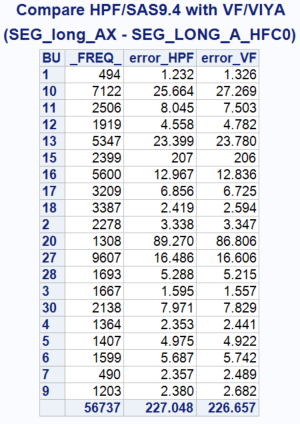 Compare HPF/SAS9.4 with VF/VIYA
(SEG_long_AX - SEG_LONG_A_HFC0)
BU _FREQ_ error_HPF error_VF
1 494 1.232 1.326
10 7122 25.664 27.269
11 2506 8.045 7.503
12 1919 4.558 4.782
13 5347 23.399 23.780
15 2399 207 206
16 5600 12.967 12.836
17 3209 6.856 6.725
18 3387 2.419 2.594
2 2278 3.338 3.347
20 1308 89.270 86.806
27 9607 16.486 16.606
28 1693 5.288 5.215
3 1667 1.595 1.557
30 2138 7.971 7.829
4 1364 2.353 2.441
5 1407 4.975 4.922
6 1599 5.687 5.742
7 490 2.357 2.489
9 1203 2.380 2.682
56737 227.048 226.657